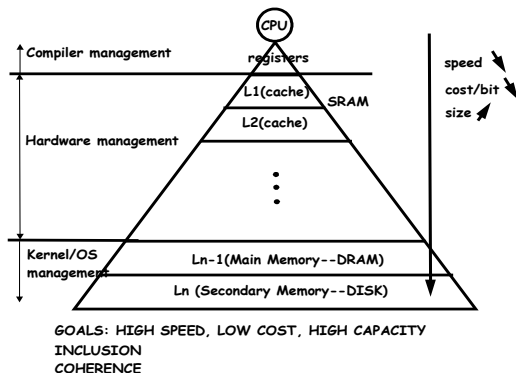 CPU
Compiler management
registers
speed
L1(cache)
SRAM
cost/bit
L2(cache)
size
Hardware management
Kernel/OS
management
Ln-1(Main Memory--DRAM)
Ln (Secondary Memory--DISK)
GOALS: HIGH SPEED, LOW COST, HIGH CAPACITY
INCLUSION
COHERENCE